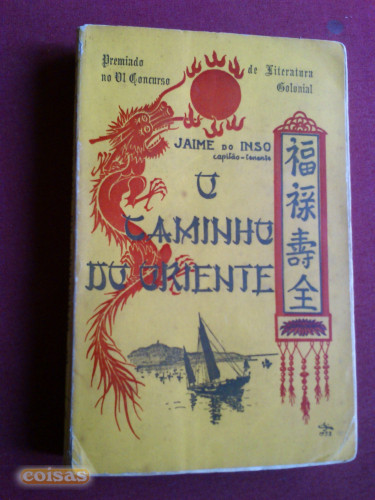 Premiado
no VI Concurso
de Literatura
Colonial
JAIME DO INSO
capitão-tenente
O
CAMINHO
DO ORIENTE
福
祿
壽
全
coisas